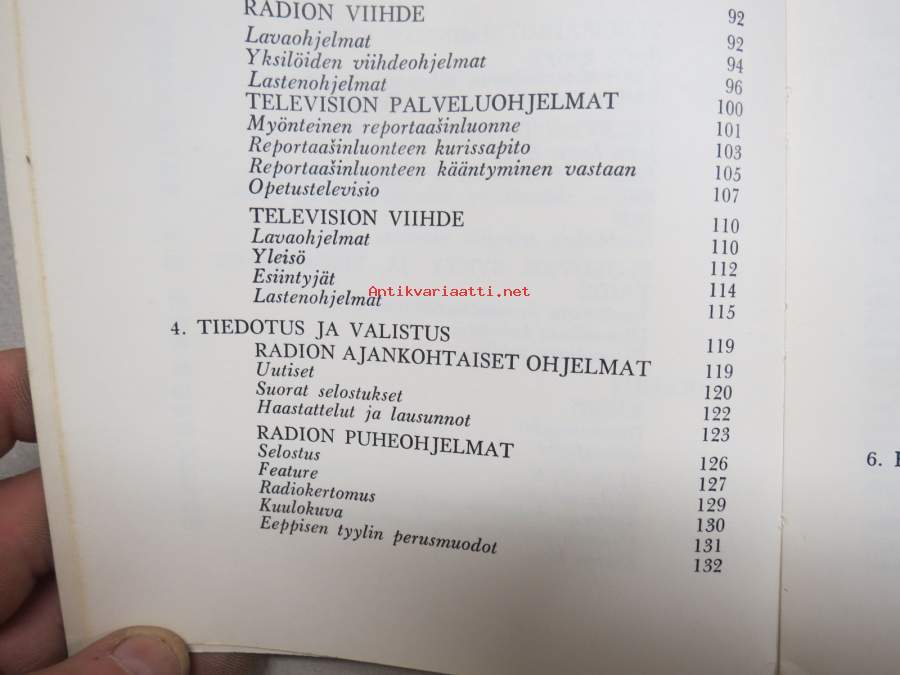 RADION VIIHDE 92
Lavaohjelmat 92
Yksilöiden viihdeohjelmat 94
Lastenohjelmat 96
TELEVISION PALVELUOHJELMAT 100
Myönteinen reportaašinluonne 101
Reportaašinluonteen kurissapito 103
Reportaašinluonteen kääntyminen vastaan 105
Opetustelevisio 107
TELEVISION VIIHDE 110
Lavaohjelmat 110
Yleisö 112
Esiintyjät 114
Antikvariaatti.net
Lastenohjelmat 115
4. TIEDOTUS JA VALISTUS 119
RADION AJANKOHTAISET OHJELMAT 119
Uutiset 120
Suorat selostukset 122
Haastattelut ja lausunnot 123
RADION PUHEOHJELMAT 126
Selostus 127
Feature 129
Radiokertomus 130
Kuulokuva 131
Eeppisen tyylin perusmuodot 132
6.